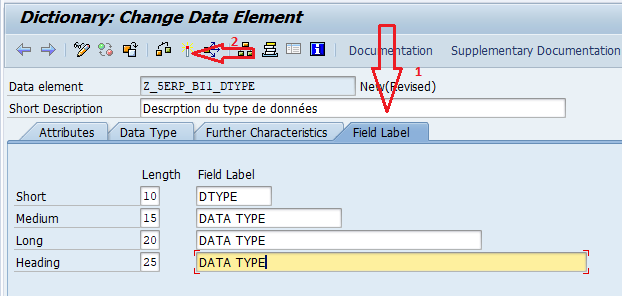 Dictionary: Change Data Element
2
Documentation Supplementary Documentation
1
Data element Z_5ERP_BI1_DTYPE New(Revised)
Short Description Descrption du type de données
Attributes Data Type Further Characteristics Field Label
Length Field Label
Short 10 DTYPE
Medium 15 DATA TYPE
Long 20 DATA TYPE
Heading 25 DATA TYPE